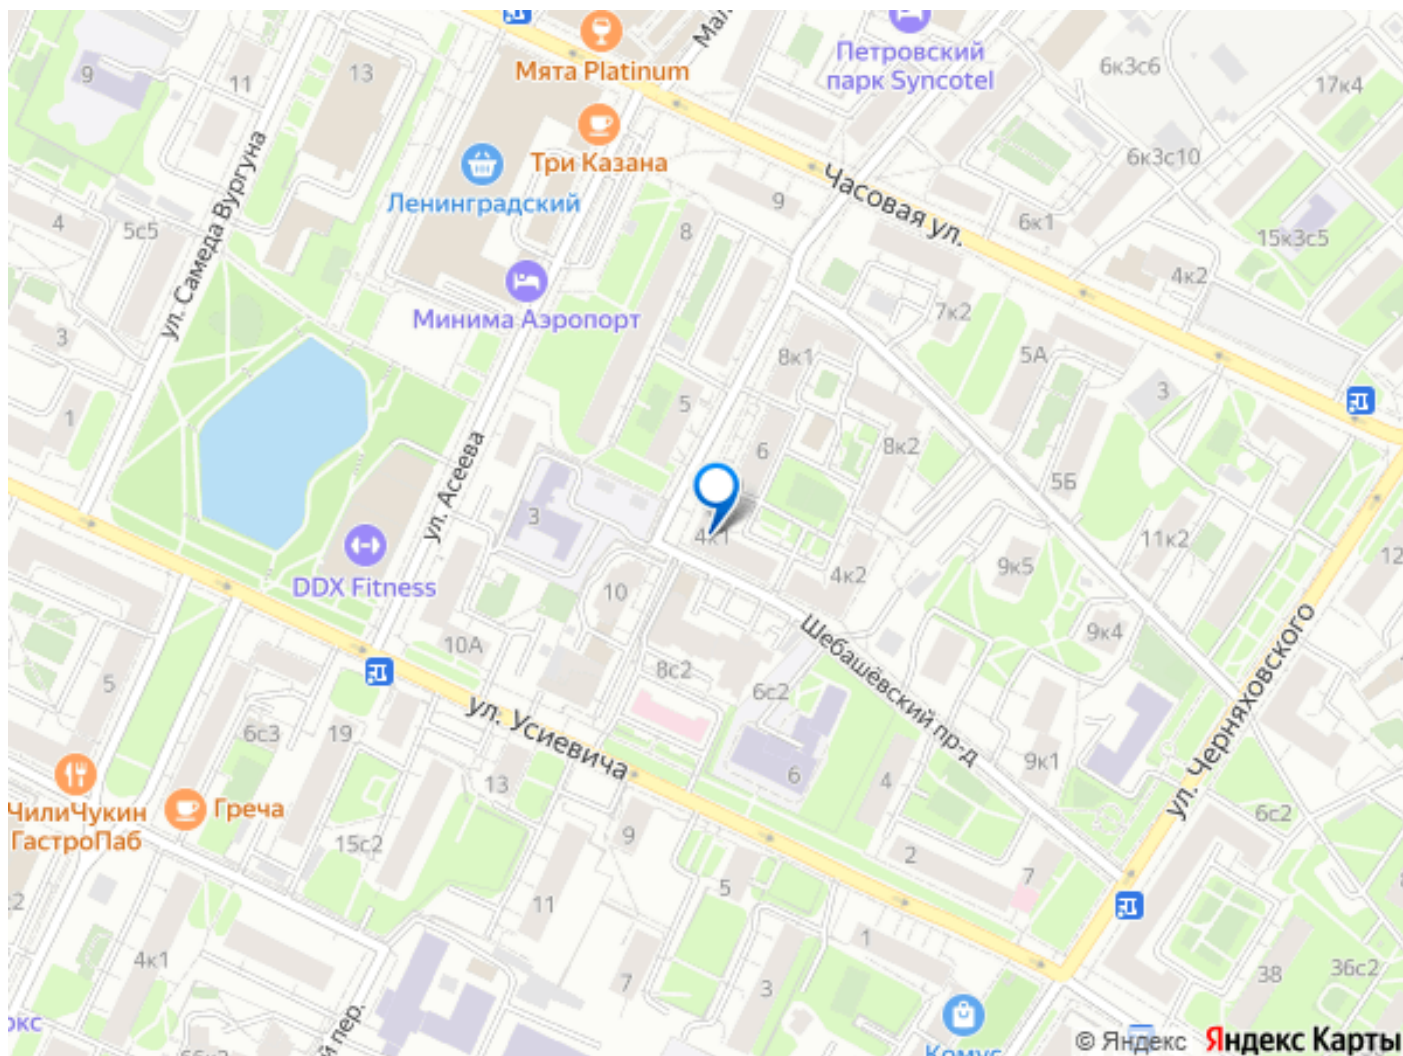 Мал
Мята Platinum
Петровский
парк Syncotel
6к3с6
17к4
9
11
13
Три Казана
6к3с10
Ленинградский
ул. Самеда Вургуна
Часовая ул.
9
6к1
15к3с5
4
5с5
8
4к2
Минима Аэропорт
7к2
3
8к1
5А
3
1
5
6
8к2
ул. Асеева
5Б
3
4к1
11к2
12
DDX Fitness
4к2
9к5
10
10А
Шебашёвский пр-д
9к4
ул. Черняховского
8с2
6с2
5
6с3
19
ул. Усиевича
13
6
4
9к1
ЧилиЧукин
ГастроПаб
Греча
15с2
9
2
6с2
7
5
11
4к1
1
38
36с2
7
3
й пер.
Комус
© Яндекс
Яндекс Карты